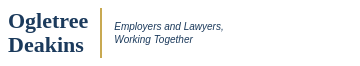 Ogletree
Deakins
Employers and Lawyers,
Working Together